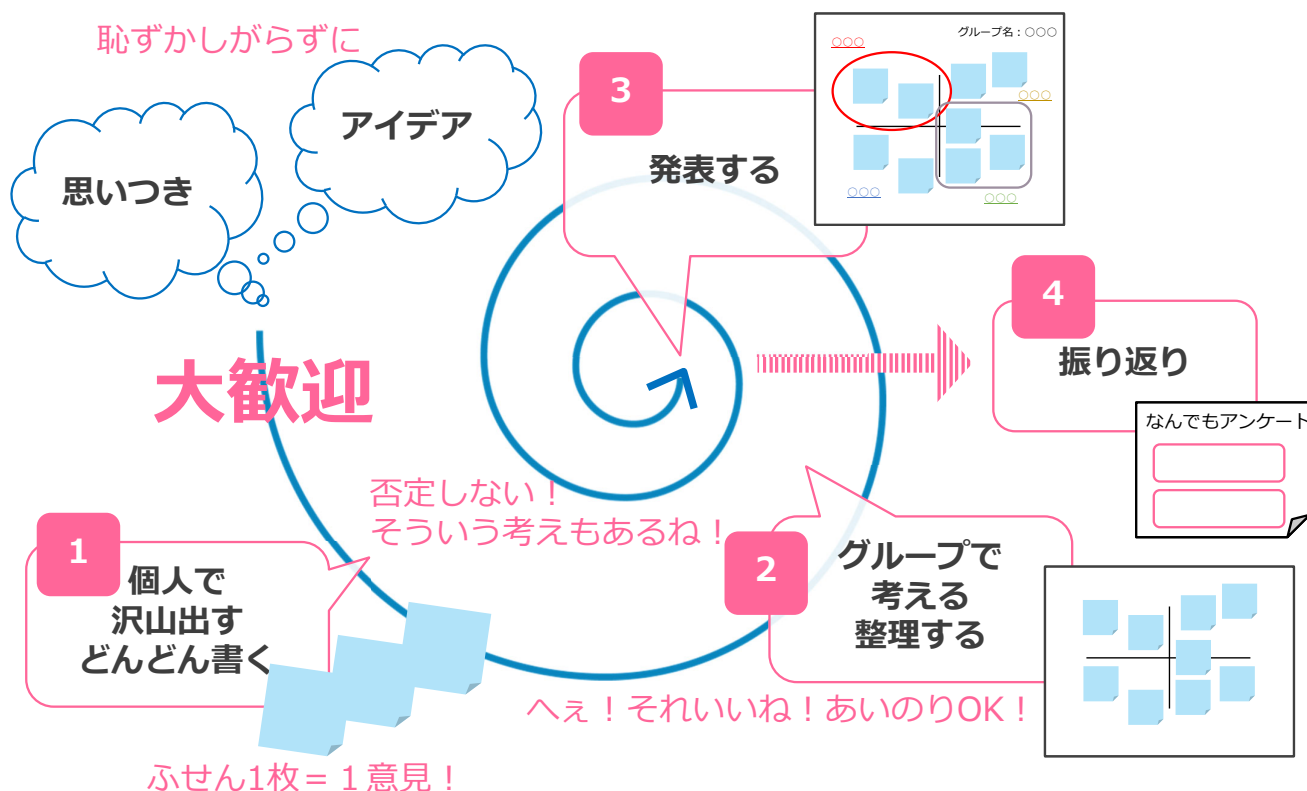 恥ずかしがらずに
思いつき
アイデア
大歓迎
1
個人で
沢山出す
どんどん書く
ふせん1枚=１意見！
否定しない！
そういう考えもあるね！
2
グループで
考える
整理する
へぇ！それいいね！あいのりOK！
3
発表する
グループ名：○○○
○○○
○○○
○○○
○○○
4
振り返り
なんでもアンケート